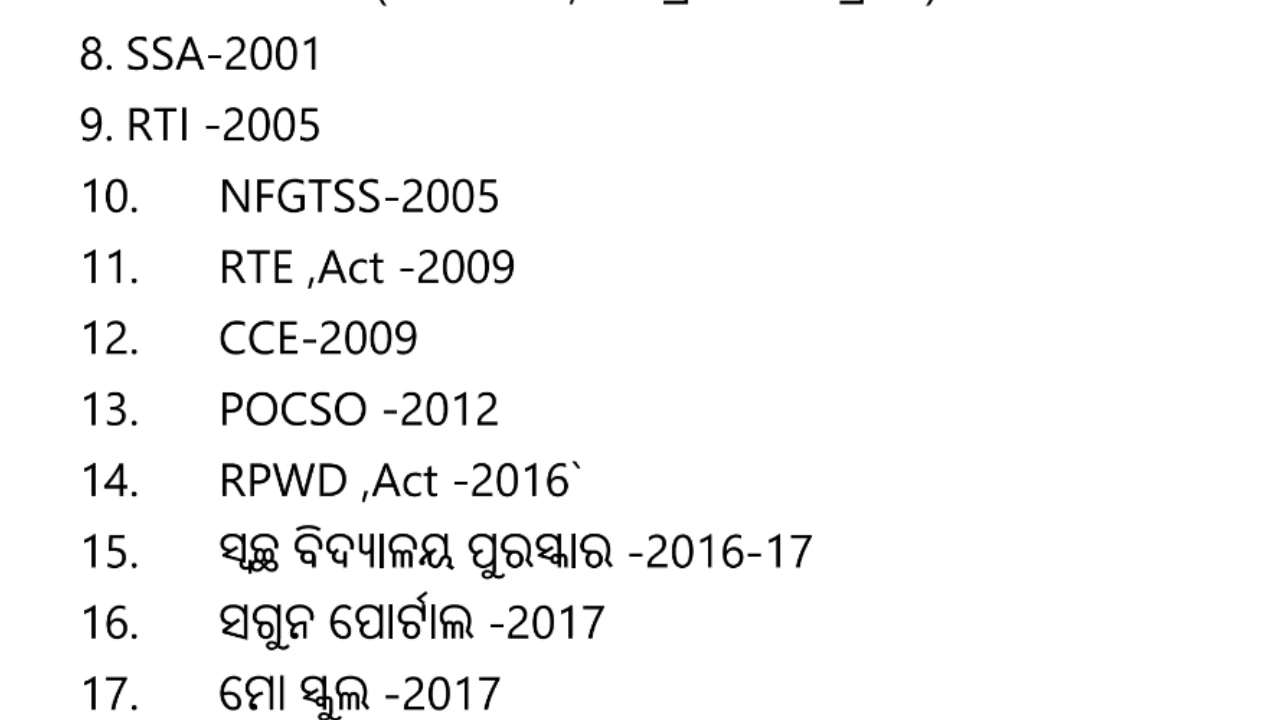 8. SSA-2001
9. RTI -2005
10. NFGTSS-2005
11. RTE ,Act -2009
12. CCE-2009
13. POCSO -2012
14. RPWD ,Act -2016`
15. ସ୍ୱଚ୍ଛ ବିଦ୍ୟାଳୟ ପୁରସ୍କାର -2016-17
16. ସଗୁନ ପୋର୍ଟାଲ -2017
17. ମୋ ସ୍କୁଲ -2017